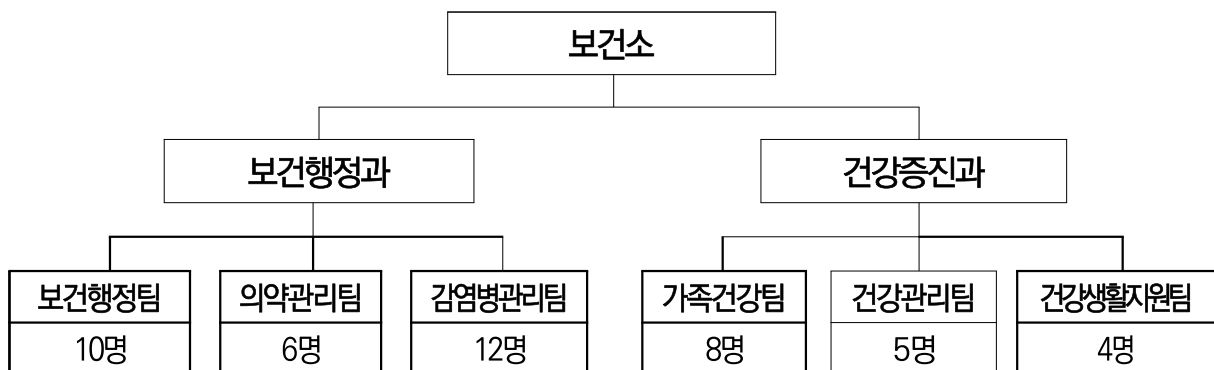 보건소
보건행정과 건강증진과
보건행정팀 의약관리팀 감염병관리팀 가족건강팀 건강관리팀 건강생활지원팀
10명 6명 12명 8명 5명 4명